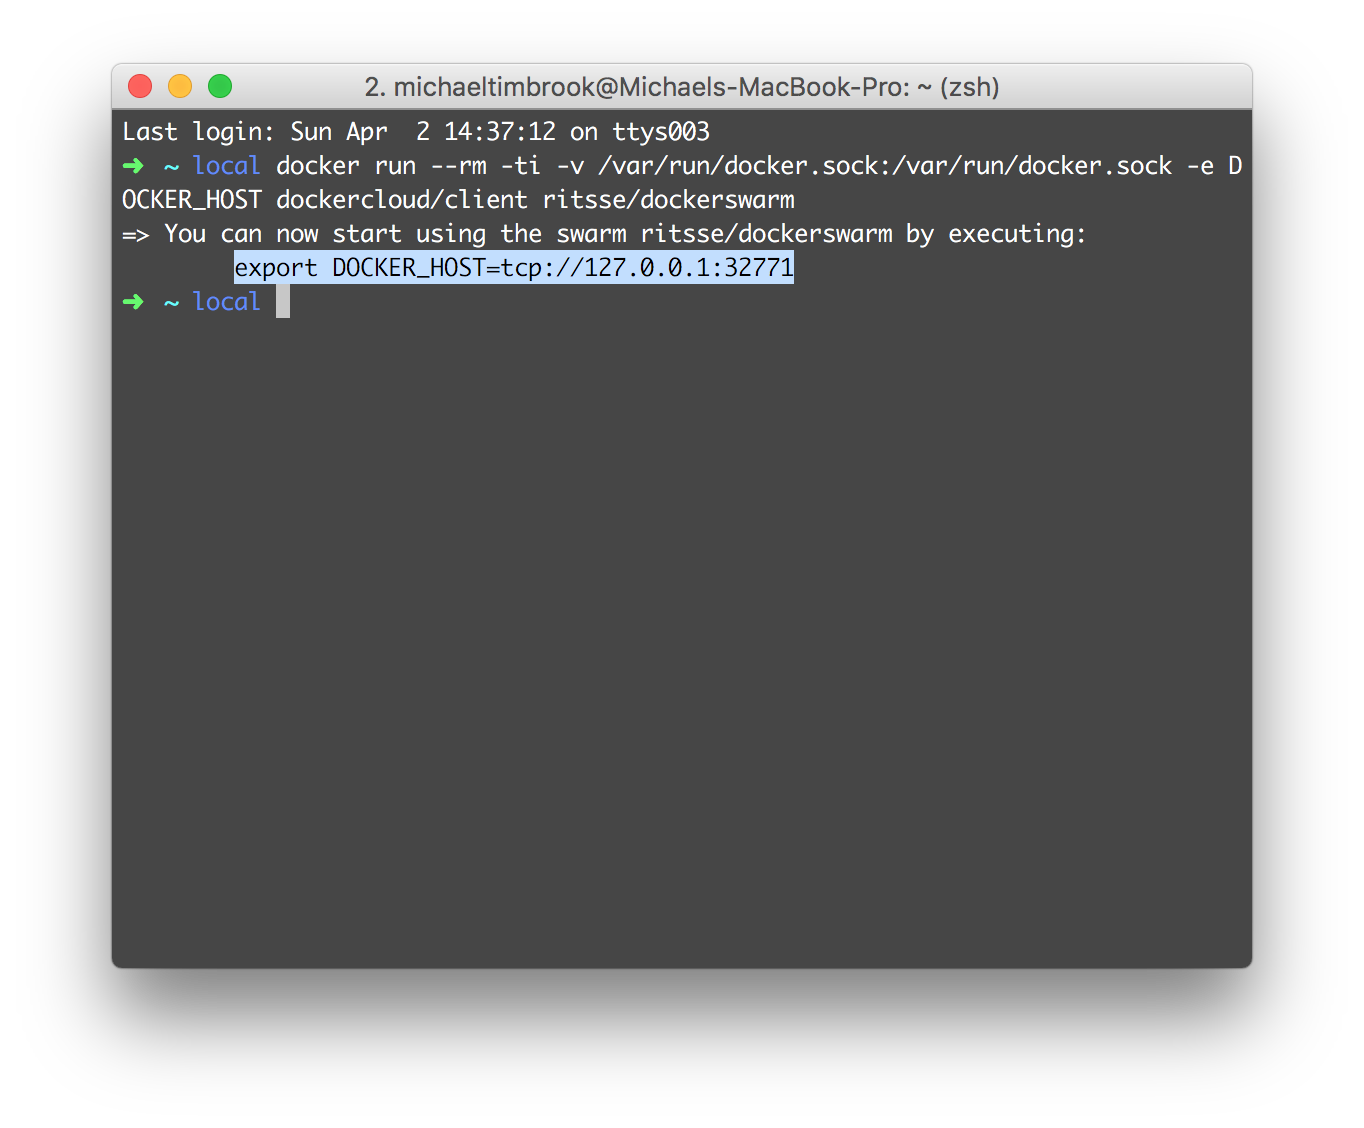 2. michaeltimbrook@Michaels-MacBook-Pro: ~ (zsh)
Last login: Sun Apr  2 14:37:12 on ttys003
➜ ~ local docker run --rm -ti -v /var/run/docker.sock:/var/run/docker.sock -e D
OCKER_HOST dockercloud/client ritsse/dockerswarm
=> You can now start using the swarm ritsse/dockerswarm by executing:
export DOCKER_HOST=tcp://127.0.0.1:32771
➜ ~ local